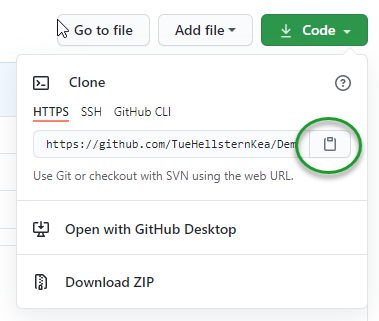 Go to file
Add file
Code
Clone
HTTPS SSH GitHub CLI
https://github.com/TueHellsternKea/Dem
Use Git or checkout with SVN using the web URL.
Open with GitHub Desktop
Download ZIP